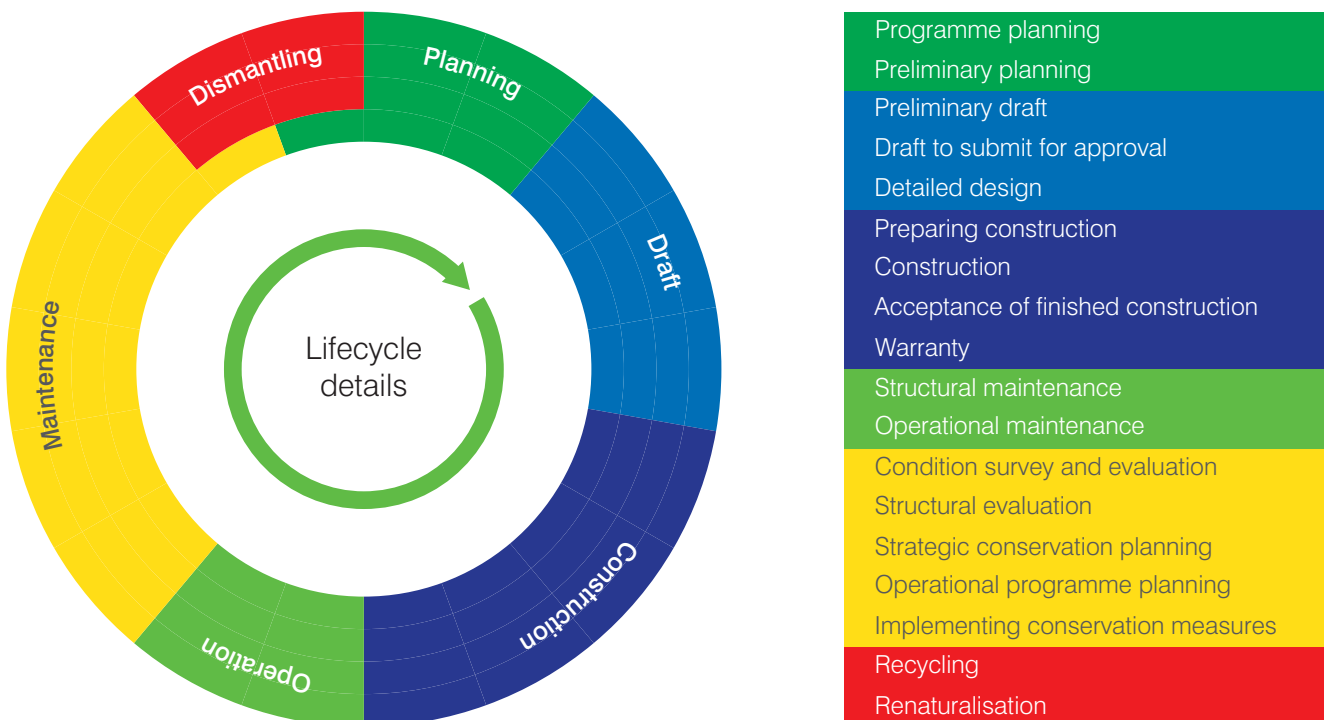 Dismantling
Planning
Draft
Construction
Operation
Maintenance
Lifecycle
details
Programme planning
Preliminary planning
Preliminary draft
Draft to submit for approval
Detailed design
Preparing construction
Construction
Acceptance of finished construction
Warranty
Structural maintenance
Operational maintenance
Condition survey and evaluation
Structural evaluation
Strategic conservation planning
Operational programme planning
Implementing conservation measures
Recycling
Renaturalisation